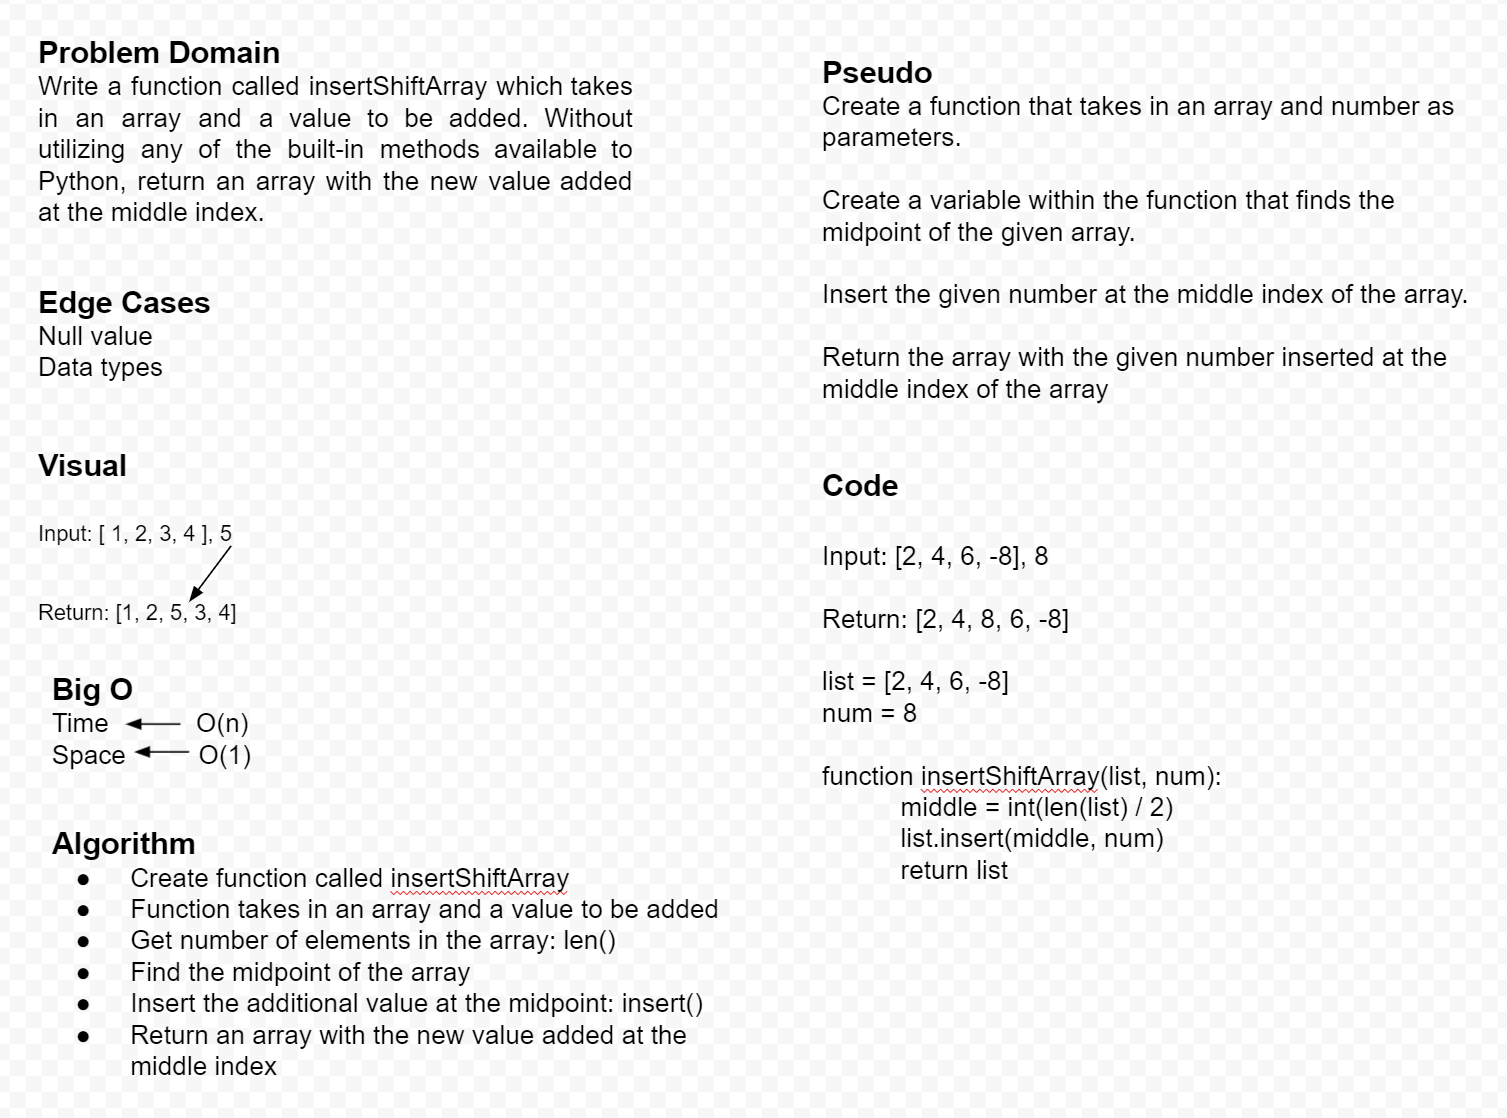 Problem Domain
Write a function called insertShiftArray which takes
in an array and a value to be added. Without
utilizing any of the built-in methods available to
Python, return an array with the new value added
at the middle index.
Edge Cases
Null value
Data types
Visual
Input: [ 1, 2, 3, 4 ], 5
Return: [1, 2, 5, 3, 4]
Big O
Time O(n)
Space O(1)
Algorithm
● Create function called insertShiftArray
● Function takes in an array and a value to be added
● Get number of elements in the array: len()
● Find the midpoint of the array
● Insert the additional value at the midpoint: insert()
● Return an array with the new value added at the
middle index
Pseudo
Create a function that takes in an array and number as
parameters.
Create a variable within the function that finds the
midpoint of the given array.
Insert the given number at the middle index of the array.
Return the array with the given number inserted at the
middle index of the array
Code
Input: [2, 4, 6, -8], 8
Return: [2, 4, 8, 6, -8]
list = [2, 4, 6, -8]
num = 8
function insertShiftArray(list, num):
middle = int(len(list) / 2)
list.insert(middle, num)
return list